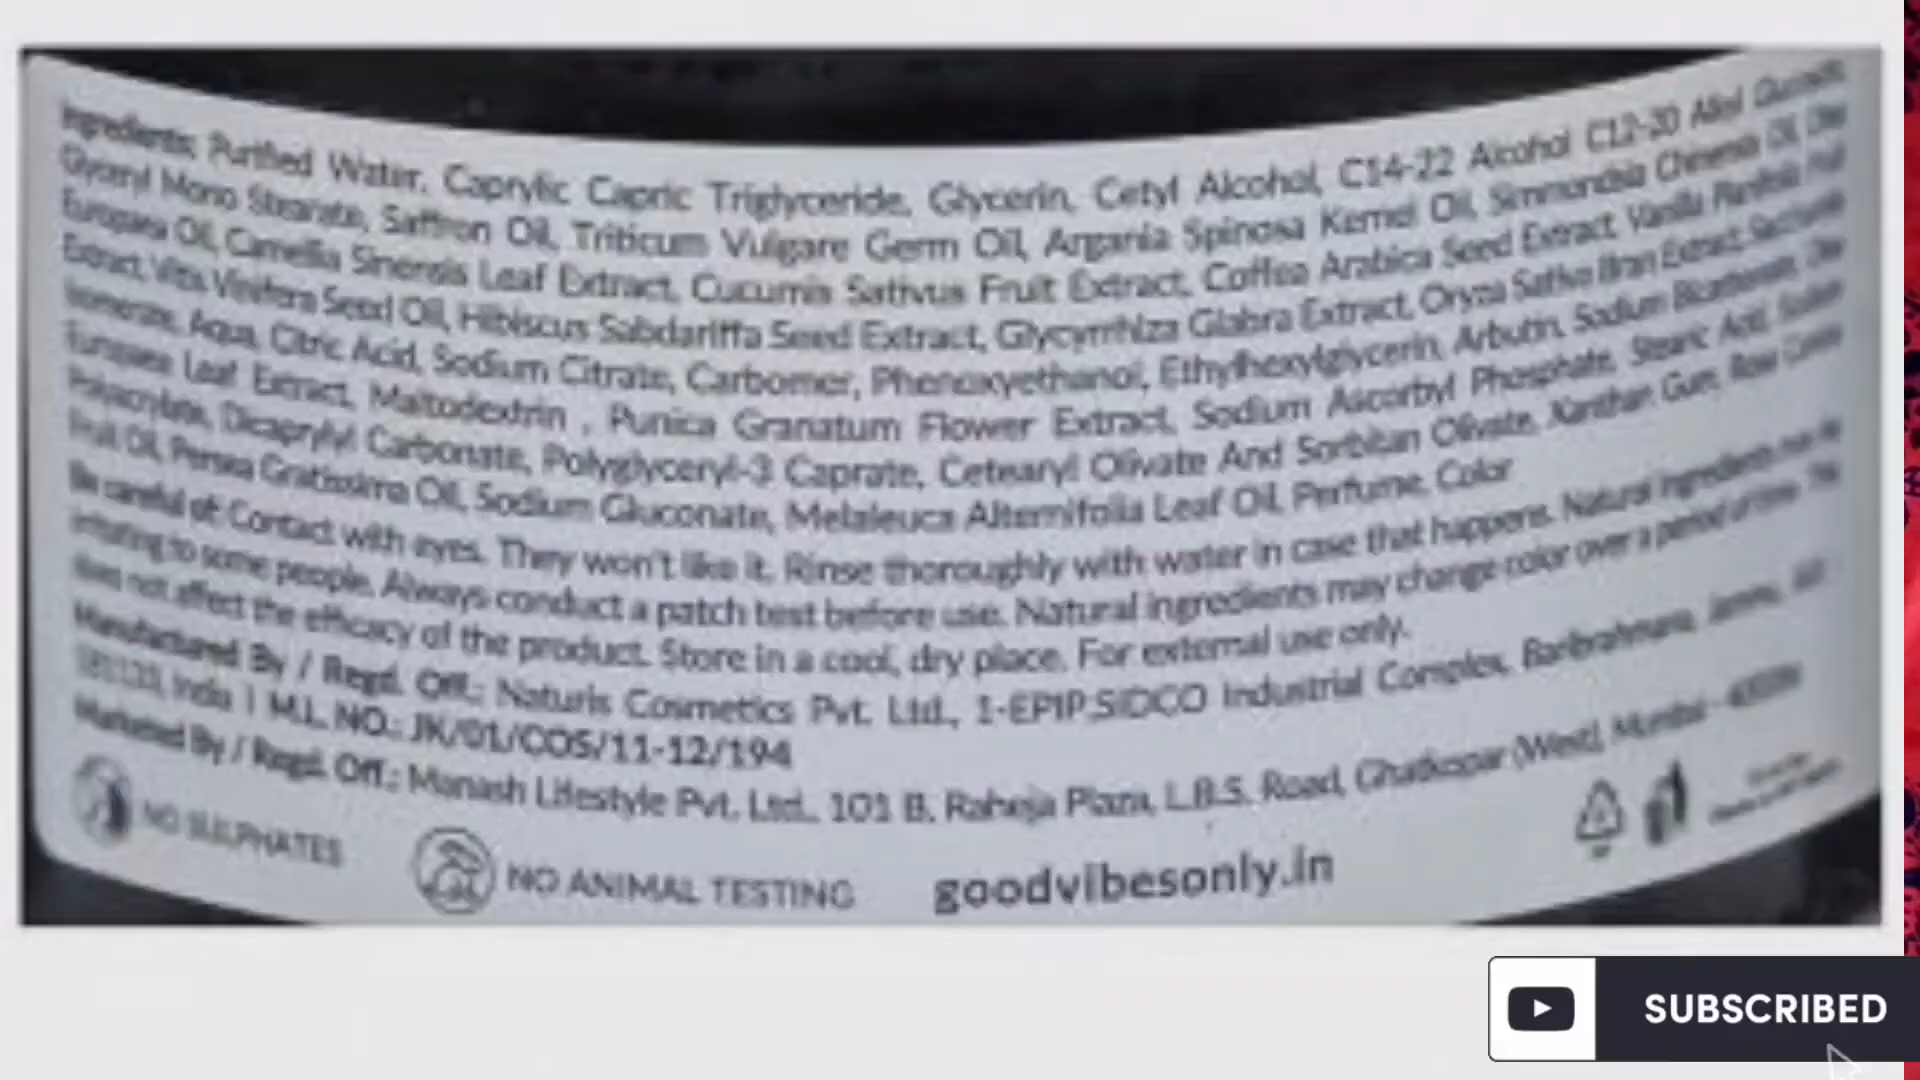 Ingredients: Purified Water, Caprylic Capric Triglyceride, Glycerin, Cetyl Alcohol, C14-22 Alcohol C12-20 Alkyl Glucoside,
Glyceryl Mono Stearate, Saffron Oil, Triticum Vulgare Germ Oil, Argania Spinosa Kernel Oil, Simmondsia Chinensis Oil, Olea
Europaea Oil, Camellia Sinensis Leaf Extract, Cucumis Sativus Fruit Extract, Coffea Arabica Seed Extract, Vanilla Planifolia Fruit
Extract, Vitis Vinifera Seed Oil, Hibiscus Sabdariffa Seed Extract, Glycyrrhiza Glabra Extract, Oryza Sativa Bran Extract, Saccharide
Isomerate, Aqua, Citric Acid, Sodium Citrate, Carbomer, Phenoxyethanol, Ethylhexylglycerin, Arbutin, Sodium Bicarbonate, Olea
Europaea Leaf Extract, Maltodextrin , Punica Granatum Flower Extract, Sodium Ascorbyl Phosphate, Stearic Acid, Sodium
Polyacrylate, Dicaprylyl Carbonate, Polyglyceryl-3 Caprate, Cetearyl Olivate And Sorbitan Olivate, Xanthan Gum, Rosa Canina
Fruit Oil, Persea Gratissima Oil, Sodium Gluconate, Melaleuca Alternifolia Leaf Oil, Perfume, Color
Be careful of: Contact with eyes. They won't like it. Rinse thoroughly with water in case that happens. Natural ingredients may be
irritating to some people. Always conduct a patch test before use. Natural ingredients may change color over a period of time. This
does not affect the efficacy of the product. Store in a cool, dry place. For external use only.
Manufactured By / Regd. Off.: Naturis Cosmetics Pvt. Ltd., 1-EPIP,SIDCO Industrial Complex, Baribrahmana, Jammu,
181133, India | M.L. NO.: JK/01/COS/11-12/194
Marketed By / Regd. Off.: Manash Lifestyle Pvt. Ltd., 101 B, Raheja Plaza, L.B.S. Road, Ghatkopar (West), Mumbai -
NO SULPHATES
NO ANIMAL TESTING
goodvibesonly.in
SUBSCRIBED